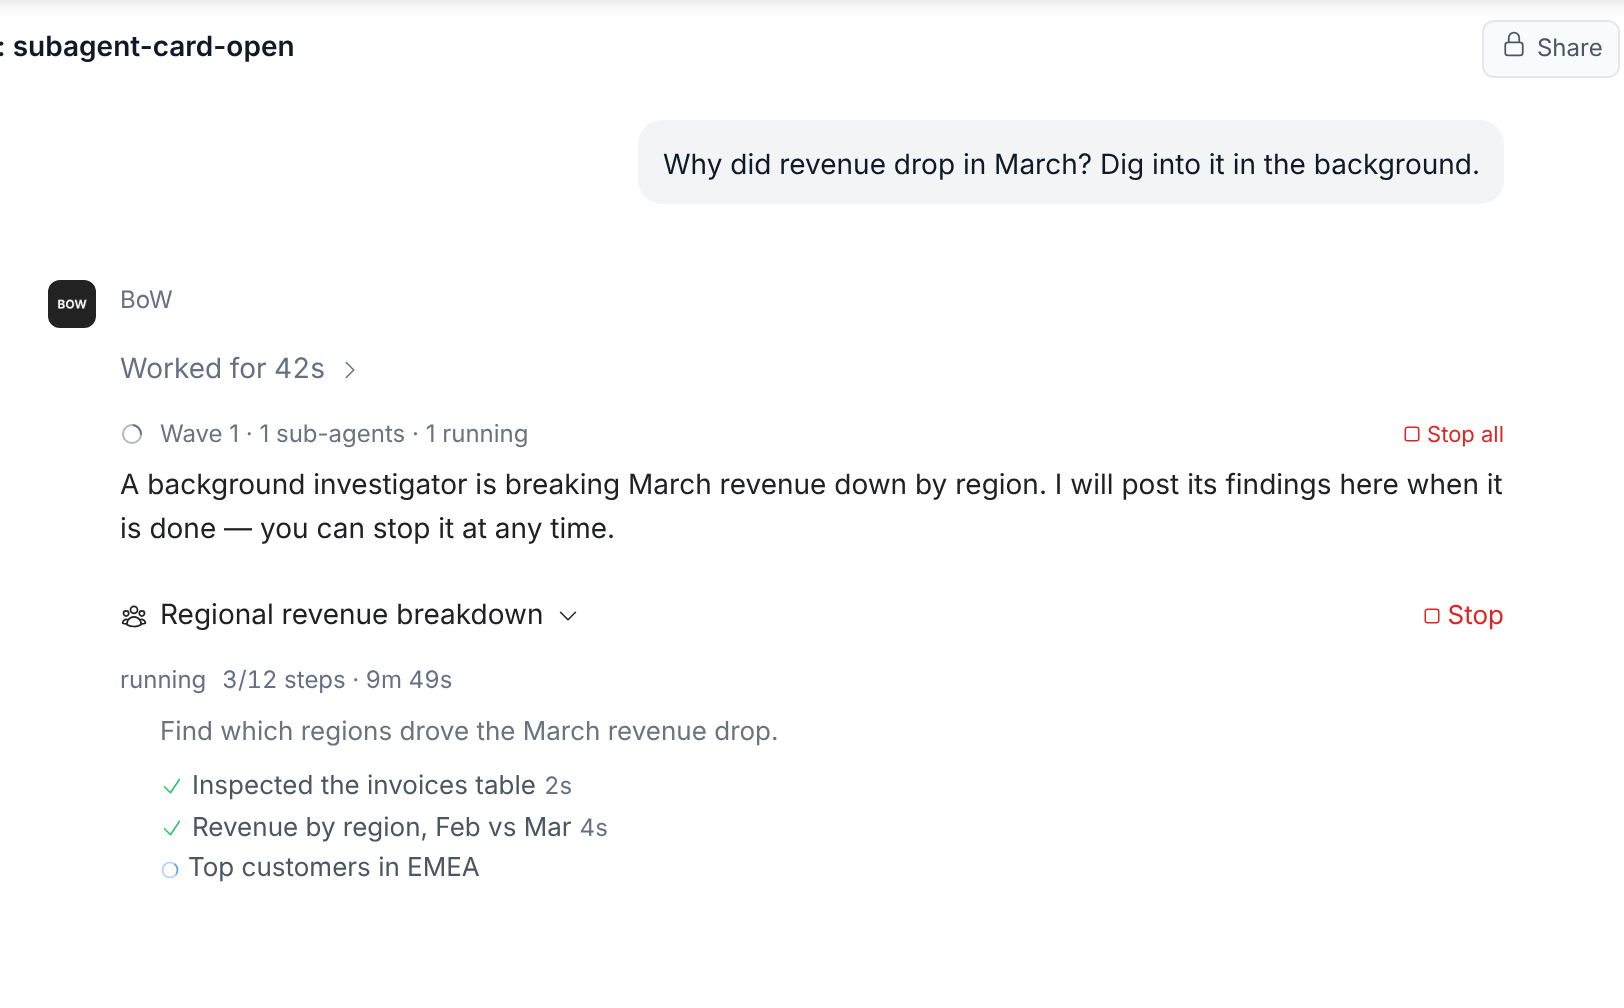 : subagent-card-open
Share
Why did revenue drop in March? Dig into it in the background.
BOW
BoW
Worked for 42s
Wave 1 · 1 sub-agents · 1 running
Stop all
A background investigator is breaking March revenue down by region. I will post its findings here when it
is done — you can stop it at any time.
Regional revenue breakdown
Stop
running 3/12 steps · 9m 49s
Find which regions drove the March revenue drop.
Inspected the invoices table 2s
Revenue by region, Feb vs Mar 4s
Top customers in EMEA